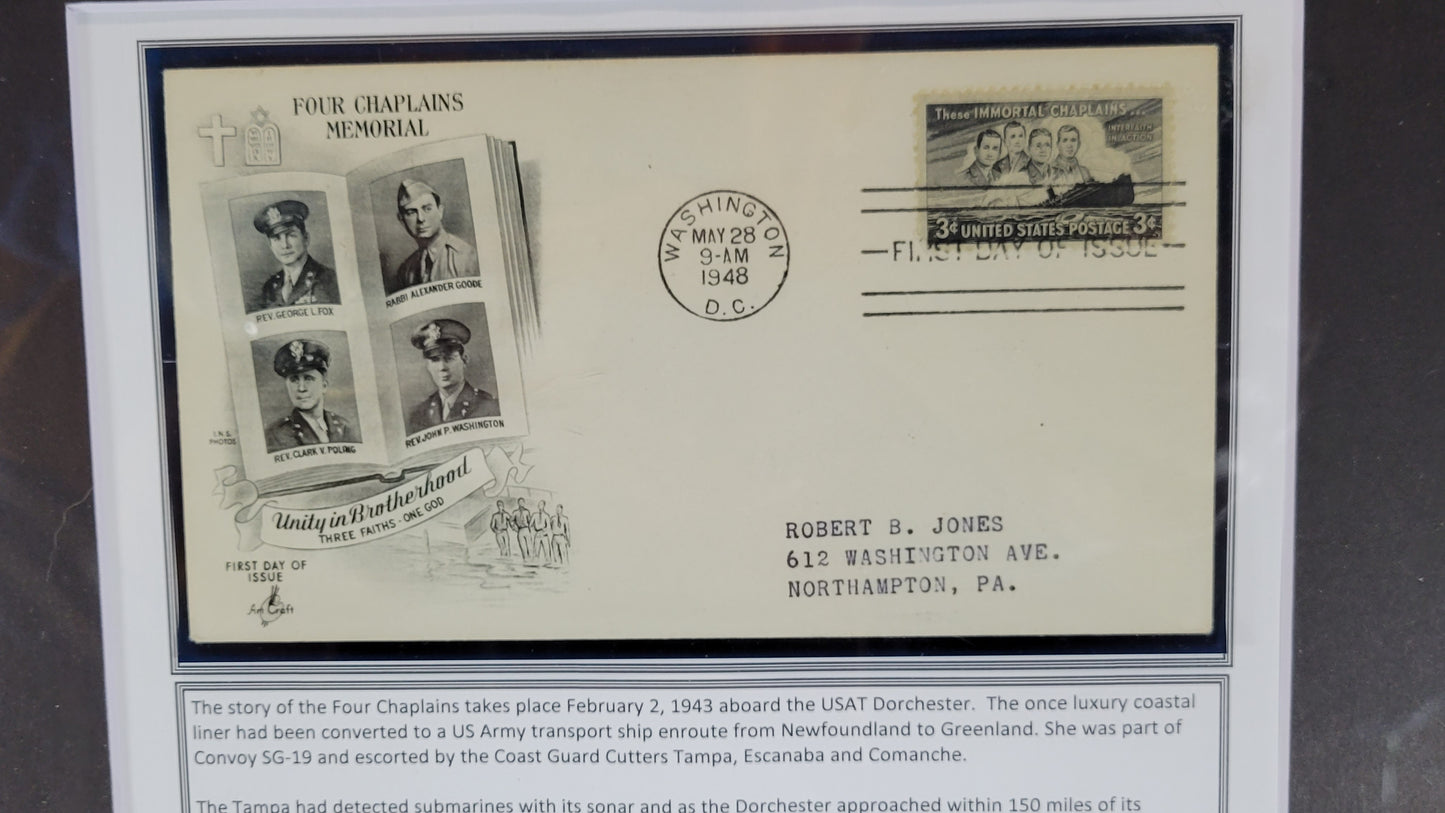 FOUR CHAPLAINS
MEMORIAL
REV. GEORGE L. FOX
RABBI ALEXANDER GOODE
REV. CLARK V. POLING
REV. JOHN P. WASHINGTON
I.N.S.
PHOTOS
Unity in Brotherhood
THREE FAITHS - ONE GOD
FIRST DAY OF
ISSUE
Art Craft
WASHINGTON
MAY 28
9-AM
1948
D.C.
These IMMORTAL CHAPLAINS...
INTERFAITH
IN ACTION
3¢ UNITED STATES POSTAGE 3¢
FIRST DAY OF ISSUE
ROBERT B. JONES
612 WASHINGTON AVE.
NORTHAMPTON, PA.
The story of the Four Chaplains takes place February 2, 1943 aboard the USAT Dorchester. The once luxury coastal
liner had been converted to a US Army transport ship enroute from Newfoundland to Greenland. She was part of
Convoy SG-19 and escorted by the Coast Guard Cutters Tampa, Escanaba and Comanche.
The Tampa had detected submarines with its sonar and as the Dorchester approached within 150 miles of its